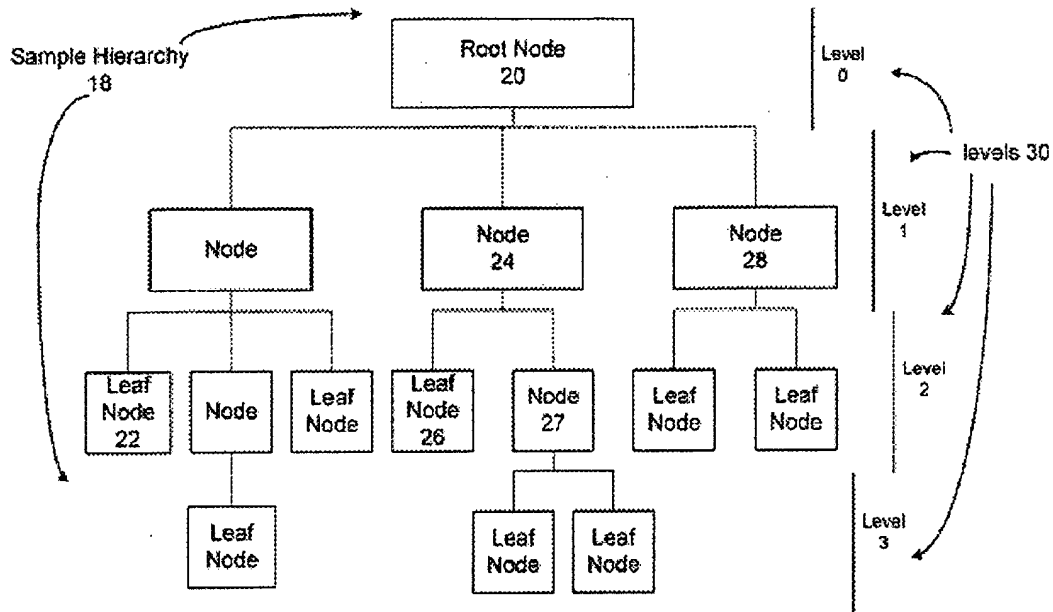 Sample Hierarchy
18
Root Node
20
Level
0
levels 30
Node
Node
24
Node
28
Level
1
Leaf
Node
22
Node
Leaf
Node
Leaf
Node
26
Node
27
Leaf
Node
Leaf
Node
Level
2
Leaf
Node
Leaf
Node
Leaf
Node
Level
3